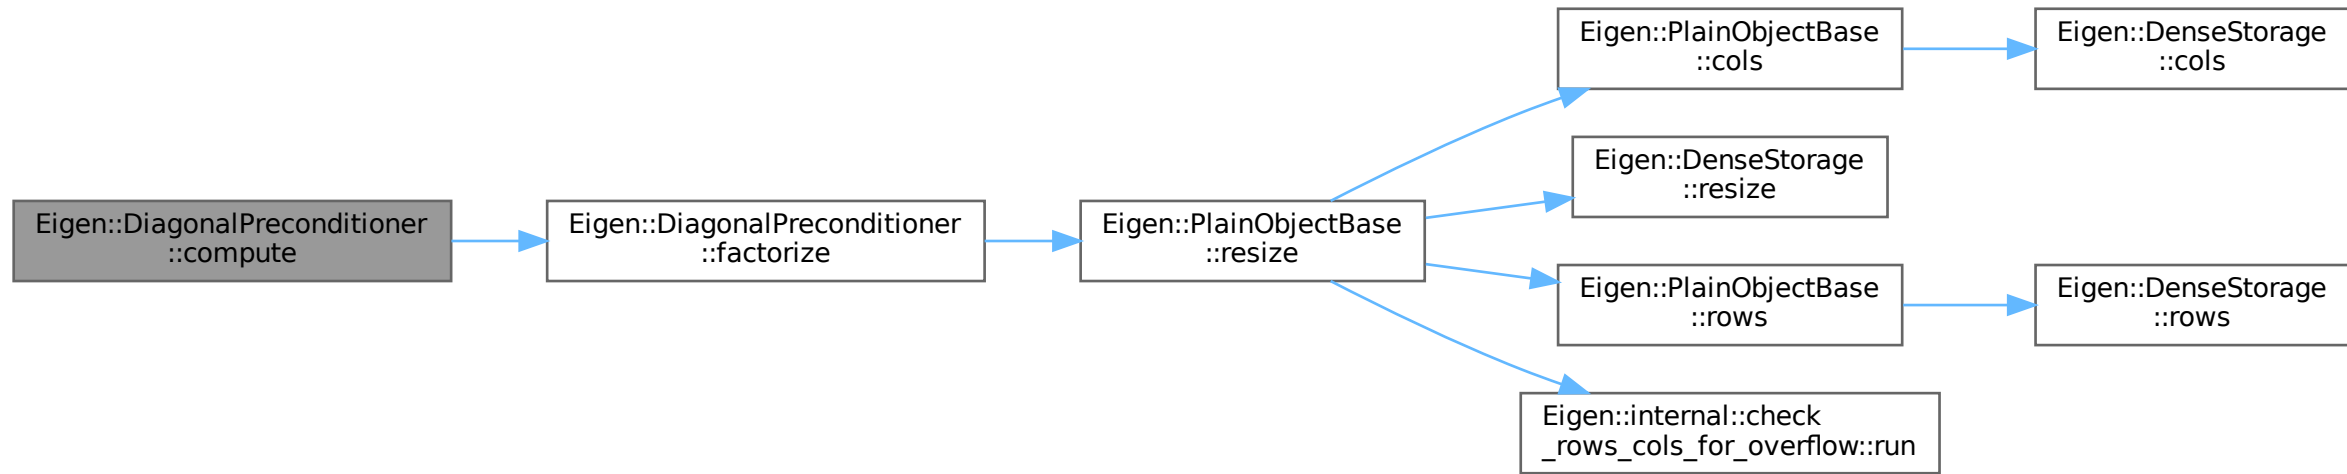 Eigen::DiagonalPreconditioner
::compute
Eigen::DiagonalPreconditioner
::factorize
Eigen::PlainObjectBase
::resize
Eigen::PlainObjectBase
::cols
Eigen::DenseStorage
::cols
Eigen::DenseStorage
::resize
Eigen::PlainObjectBase
::rows
Eigen::DenseStorage
::rows
Eigen::internal::check
_rows_cols_for_overflow::run